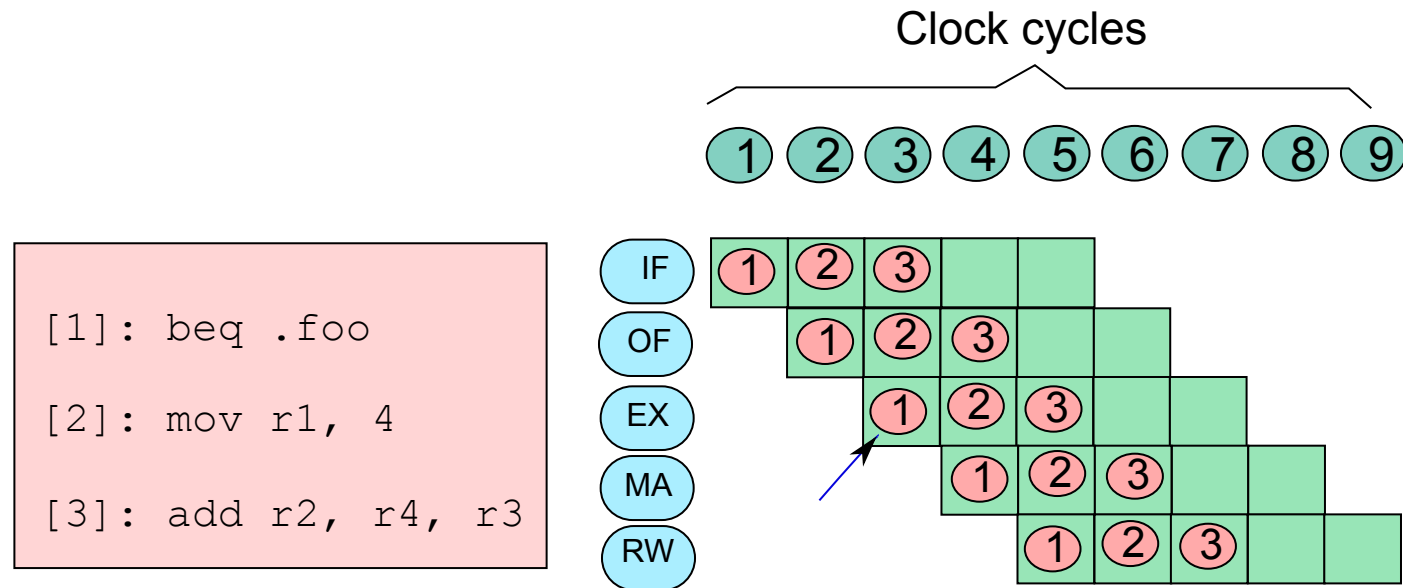 Clock cycles
1 2 3 4 5 6 7 8 9
[1]: beq .foo
[2]: mov r1, 4
[3]: add r2, r4, r3
IF 1 2 3
OF 1 2 3
EX 1 2 3
MA 1 2 3
RW 1 2 3